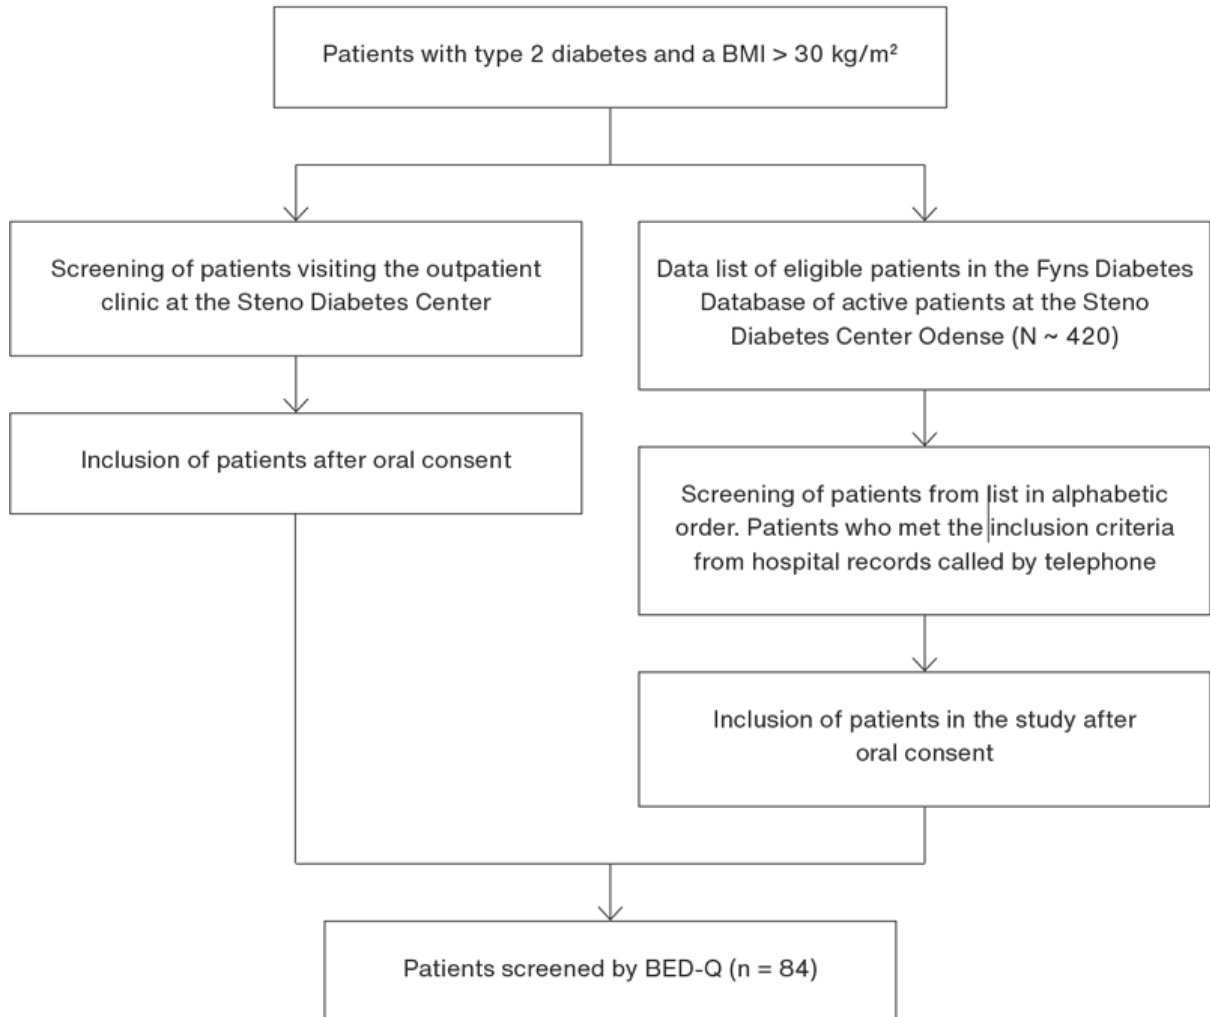 Patients with type 2 diabetes and a BMI > 30 kg/m²
Screening of patients visiting the outpatient
clinic at the Steno Diabetes Center
Inclusion of patients after oral consent
Data list of eligible patients in the Fyns Diabetes
Database of active patients at the Steno
Diabetes Center Odense (N ~ 420)
Screening of patients from list in alphabetic
order. Patients who met the inclusion criteria
from hospital records called by telephone
Inclusion of patients in the study after
oral consent
Patients screened by BED-Q (n = 84)